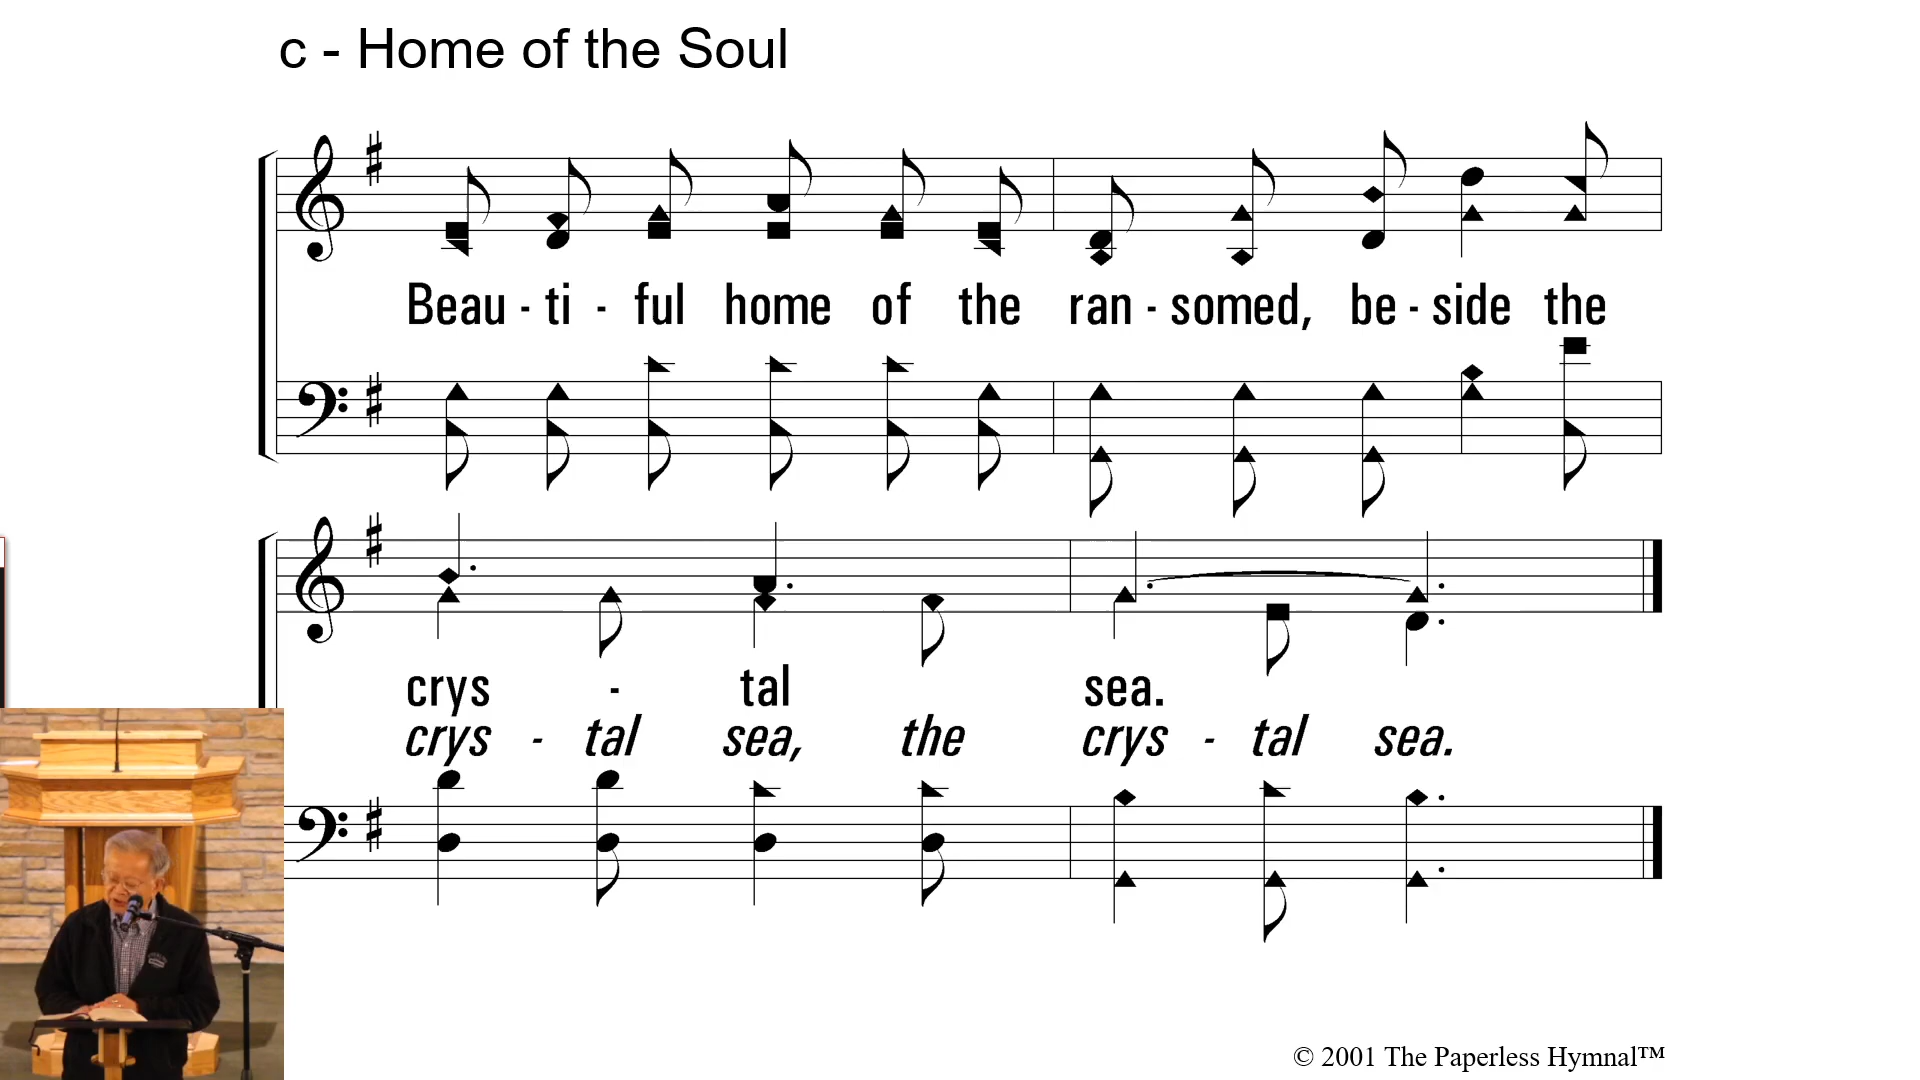 c - Home of the Soul
Beau - ti - ful home of the ran - somed, be - side the
crys - tal sea.
crys - tal sea, the crys - tal sea.
© 2001 The Paperless Hymnal™